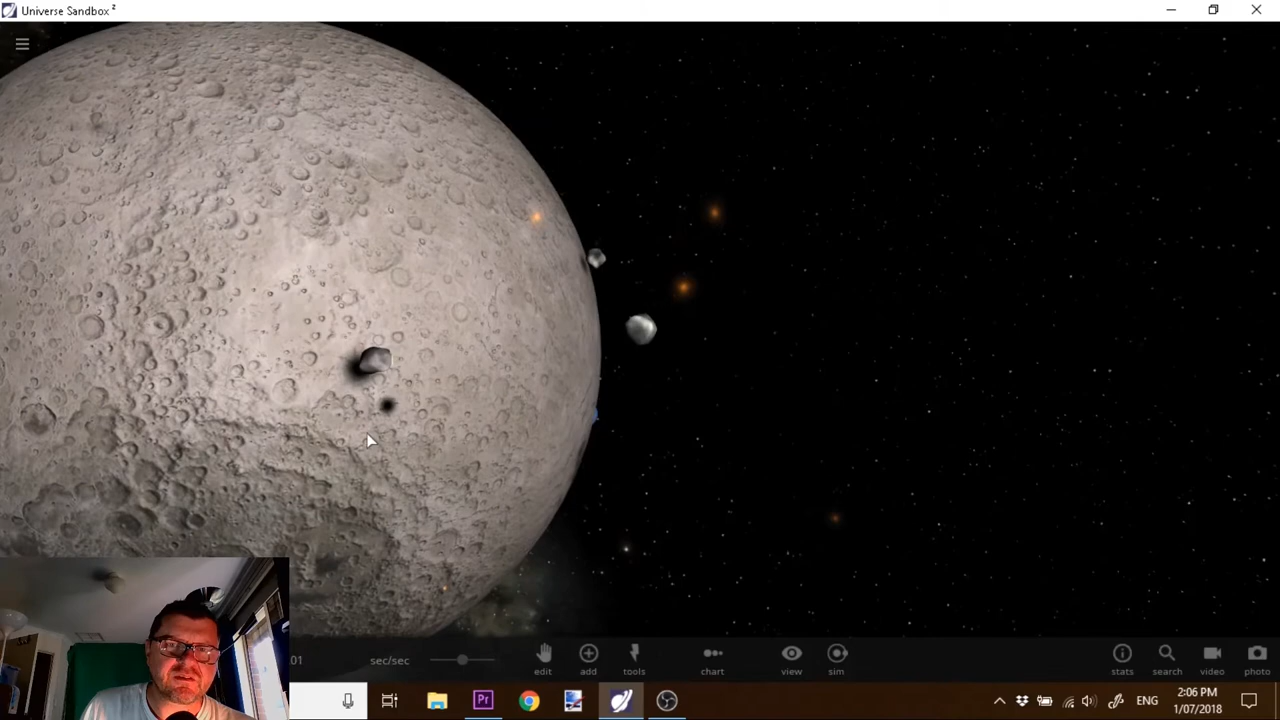 Universe Sandbox ²
01
sec/sec
edit
add
tools
chart
view
sim
stats
search
video
photo
Pr
ENG
2:06 PM
1/07/2018